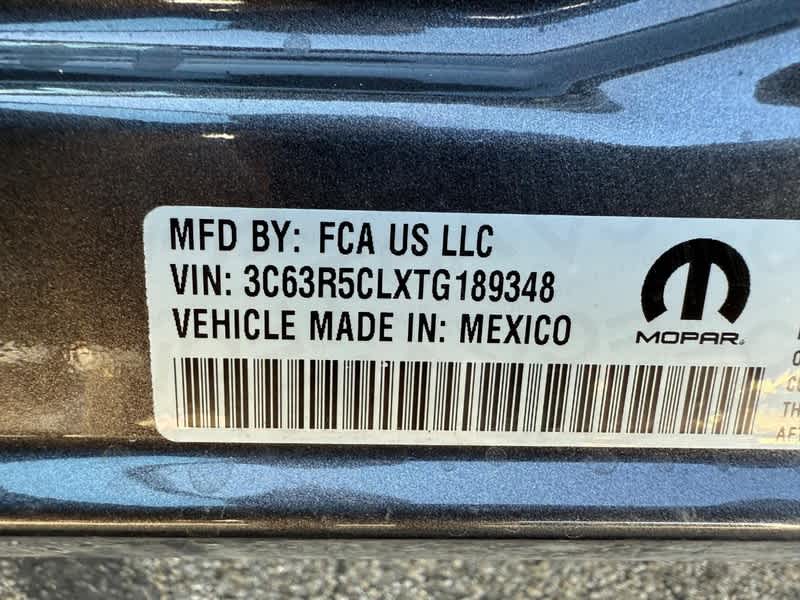 MFD BY: FCA US LLC
VIN: 3C63R5CLXTG189348
VEHICLE MADE IN: MEXICO
MOPAR